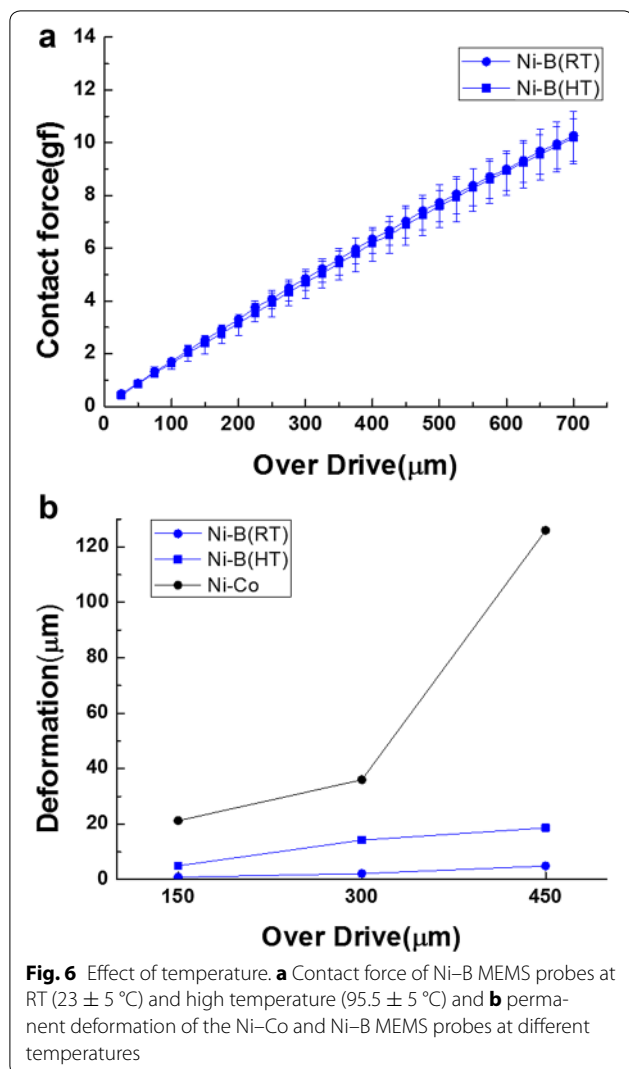 a
14
12
10
8
6
4
2
0
Contact force(gf)
Ni-B(RT)
Ni-B(HT)
0 100 200 300 400 500 600 700
Over Drive(μm)
b
120
100
80
60
40
20
0
Deformation(μm)
Ni-B(RT)
Ni-B(HT)
Ni-Co
150 300 450
Over Drive(μm)
Fig. 6 Effect of temperature. a Contact force of Ni–B MEMS probes at
RT (23 ± 5 °C) and high temperature (95.5 ± 5 °C) and b perma-
nent deformation of the Ni–Co and Ni–B MEMS probes at different
temperatures